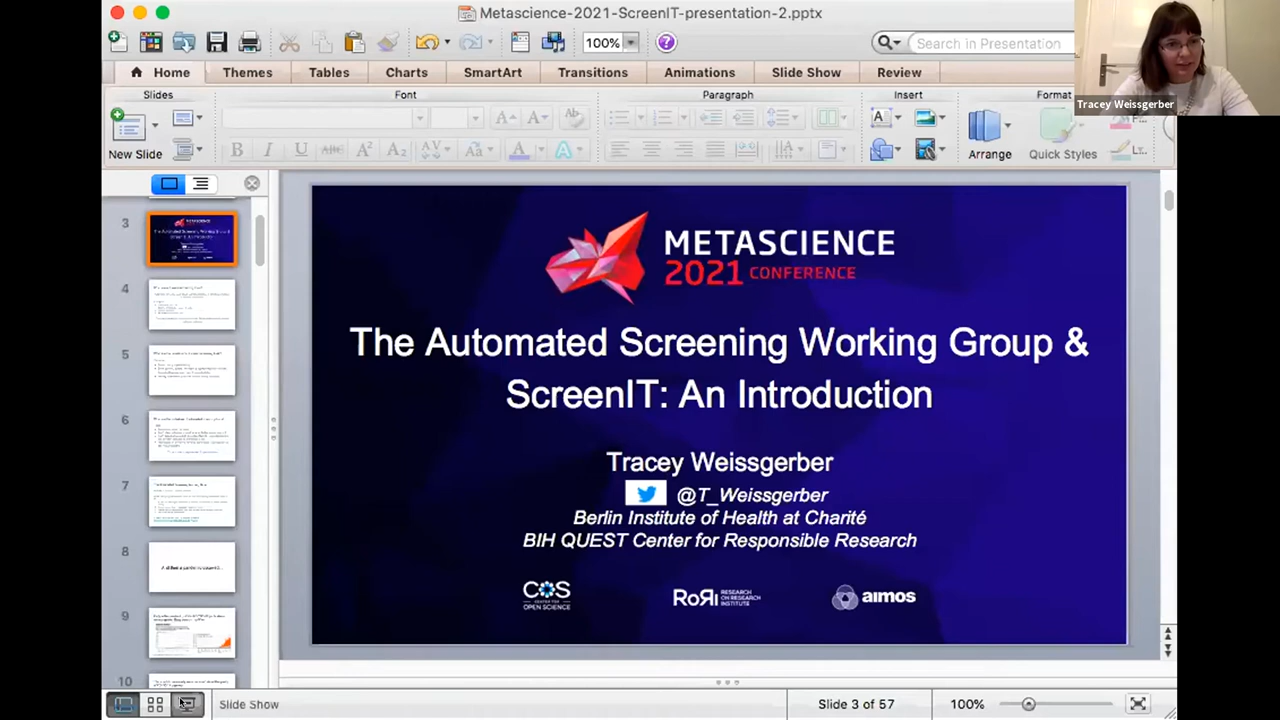 Metascience-2021-ScreenIT-presentation-2.pptx
100%
Search in Presentation
Home
Themes
Tables
Charts
SmartArt
Transitions
Animations
Slide Show
Review
Tracey Weissgerber
Slides
Font
Paragraph
Insert
Format
New Slide
Arrange
Quick Styles
3
4
5
6
7
8
9
10
METASCIENCE
2021 CONFERENCE
The Automated Screening Working Group &
ScreenIT: An Introduction
Tracey Weissgerber
@T_Weissgerber
Berlin Institute of Health at Charité
BIH QUEST Center for Responsible Research
COS
CENTER FOR
OPEN SCIENCE
RoRI RESEARCH
ON RESEARCH
INSTITUTE
aimos
Slide Show
Slide 3 of 57
100%